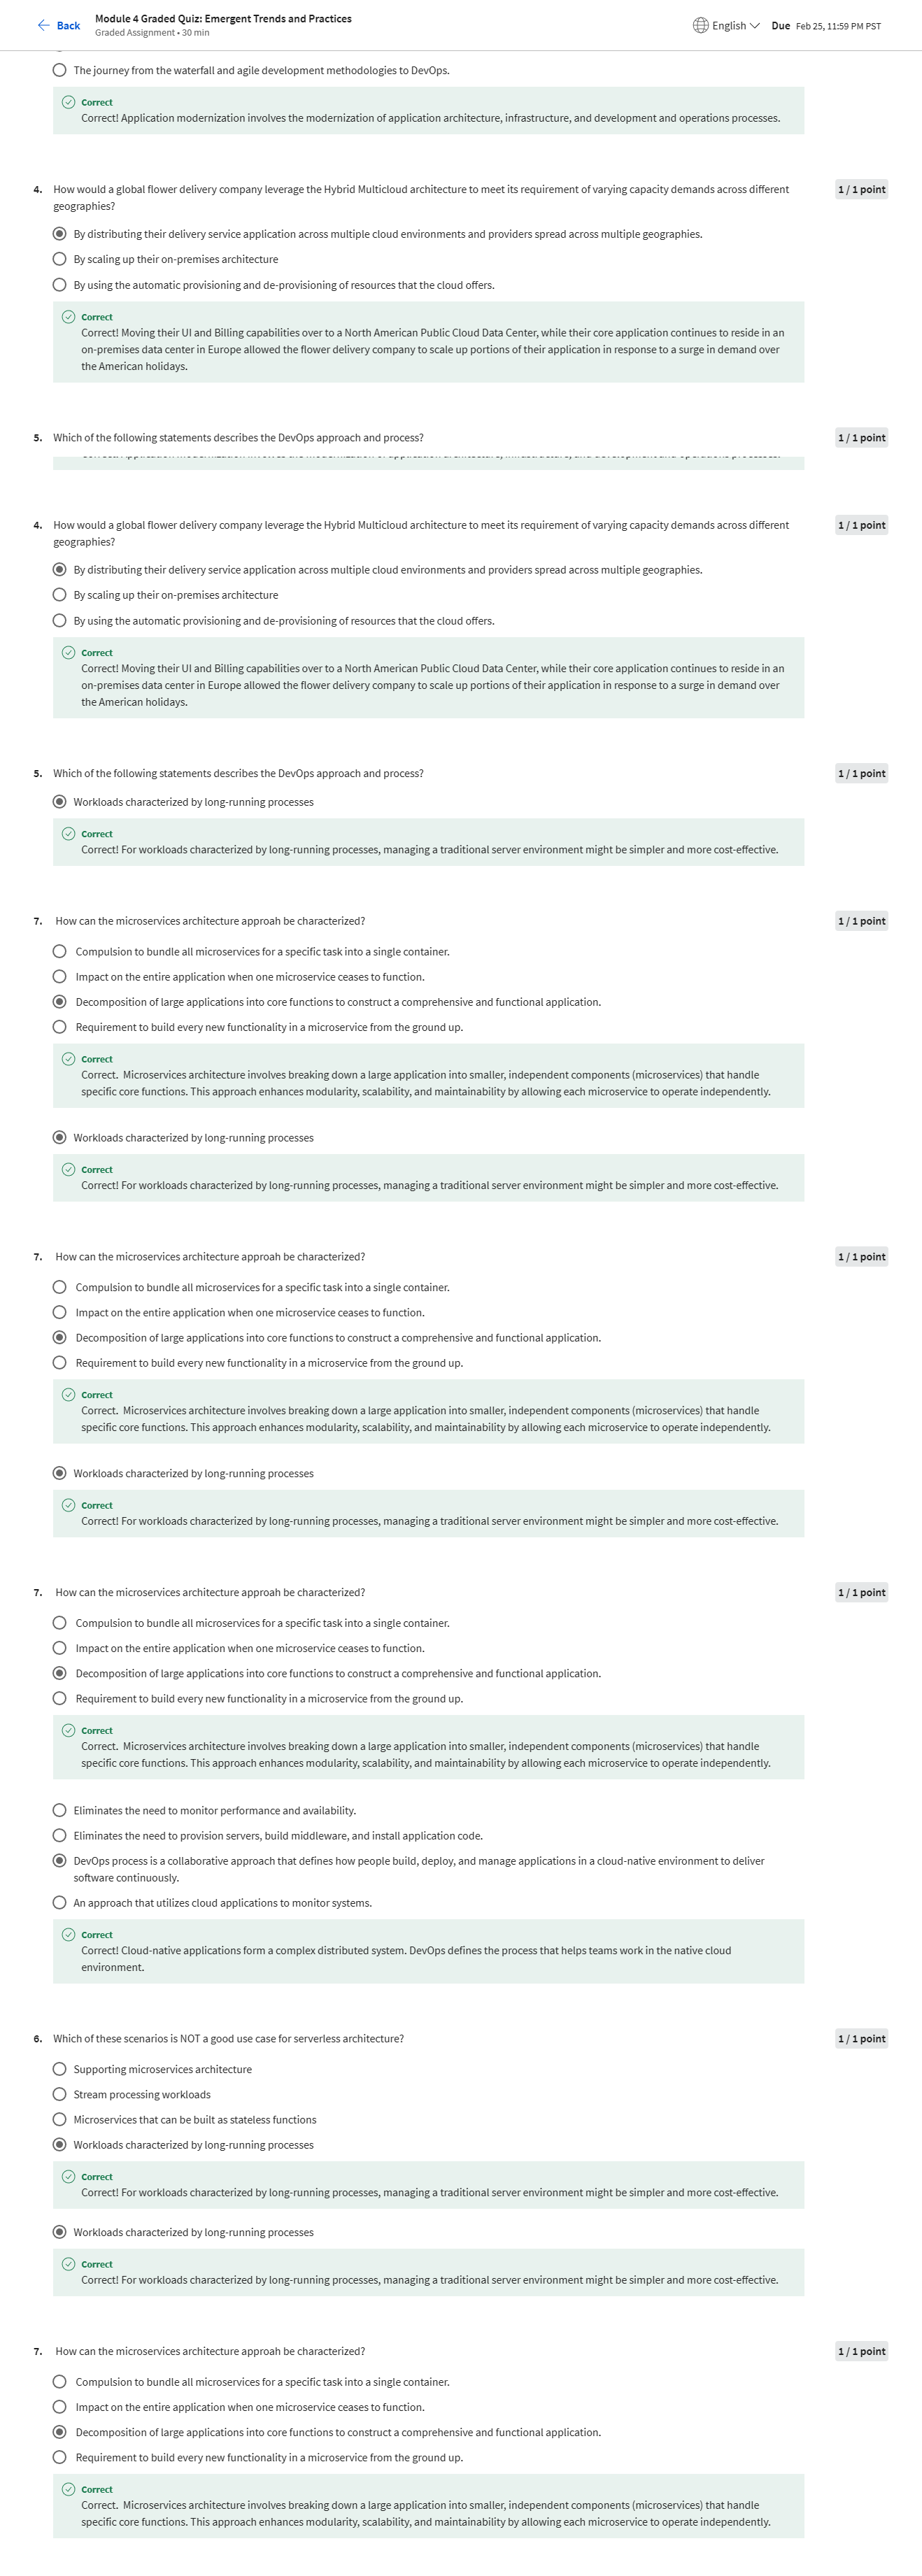 Back
Module 4 Graded Quiz: Emergent Trends and Practices
Graded Assignment • 30 min
English
Due Feb 25, 11:59 PM PST
The journey from the waterfall and agile development methodologies to DevOps.
Correct
Correct! Application modernization involves the modernization of application architecture, infrastructure, and development and operations processes.
4. How would a global flower delivery company leverage the Hybrid Multicloud architecture to meet its requirement of varying capacity demands across different
geographies?
1 / 1 point
By distributing their delivery service application across multiple cloud environments and providers spread across multiple geographies.
By scaling up their on-premises architecture
By using the automatic provisioning and de-provisioning of resources that the cloud offers.
Correct
Correct! Moving their UI and Billing capabilities over to a North American Public Cloud Data Center, while their core application continues to reside in an
on-premises data center in Europe allowed the flower delivery company to scale up portions of their application in response to a surge in demand over
the American holidays.
5. Which of the following statements describes the DevOps approach and process?
1 / 1 point
4. How would a global flower delivery company leverage the Hybrid Multicloud architecture to meet its requirement of varying capacity demands across different
geographies?
1 / 1 point
By distributing their delivery service application across multiple cloud environments and providers spread across multiple geographies.
By scaling up their on-premises architecture
By using the automatic provisioning and de-provisioning of resources that the cloud offers.
Correct
Correct! Moving their UI and Billing capabilities over to a North American Public Cloud Data Center, while their core application continues to reside in an
on-premises data center in Europe allowed the flower delivery company to scale up portions of their application in response to a surge in demand over
the American holidays.
5. Which of the following statements describes the DevOps approach and process?
1 / 1 point
Workloads characterized by long-running processes
Correct
Correct! For workloads characterized by long-running processes, managing a traditional server environment might be simpler and more cost-effective.
7. How can the microservices architecture approah be characterized?
1 / 1 point
Compulsion to bundle all microservices for a specific task into a single container.
Impact on the entire application when one microservice ceases to function.
Decomposition of large applications into core functions to construct a comprehensive and functional application.
Requirement to build every new functionality in a microservice from the ground up.
Correct
Correct. Microservices architecture involves breaking down a large application into smaller, independent components (microservices) that handle
specific core functions. This approach enhances modularity, scalability, and maintainability by allowing each microservice to operate independently.
Workloads characterized by long-running processes
Correct
Correct! For workloads characterized by long-running processes, managing a traditional server environment might be simpler and more cost-effective.
7. How can the microservices architecture approah be characterized?
1 / 1 point
Compulsion to bundle all microservices for a specific task into a single container.
Impact on the entire application when one microservice ceases to function.
Decomposition of large applications into core functions to construct a comprehensive and functional application.
Requirement to build every new functionality in a microservice from the ground up.
Correct
Correct. Microservices architecture involves breaking down a large application into smaller, independent components (microservices) that handle
specific core functions. This approach enhances modularity, scalability, and maintainability by allowing each microservice to operate independently.
Workloads characterized by long-running processes
Correct
Correct! For workloads characterized by long-running processes, managing a traditional server environment might be simpler and more cost-effective.
7. How can the microservices architecture approah be characterized?
1 / 1 point
Compulsion to bundle all microservices for a specific task into a single container.
Impact on the entire application when one microservice ceases to function.
Decomposition of large applications into core functions to construct a comprehensive and functional application.
Requirement to build every new functionality in a microservice from the ground up.
Correct
Correct. Microservices architecture involves breaking down a large application into smaller, independent components (microservices) that handle
specific core functions. This approach enhances modularity, scalability, and maintainability by allowing each microservice to operate independently.
Eliminates the need to monitor performance and availability.
Eliminates the need to provision servers, build middleware, and install application code.
DevOps process is a collaborative approach that defines how people build, deploy, and manage applications in a cloud-native environment to deliver
software continuously.
An approach that utilizes cloud applications to monitor systems.
Correct
Correct! Cloud-native applications form a complex distributed system. DevOps defines the process that helps teams work in the native cloud
environment.
6. Which of these scenarios is NOT a good use case for serverless architecture?
1 / 1 point
Supporting microservices architecture
Stream processing workloads
Microservices that can be built as stateless functions
Workloads characterized by long-running processes
Correct
Correct! For workloads characterized by long-running processes, managing a traditional server environment might be simpler and more cost-effective.
Workloads characterized by long-running processes
Correct
Correct! For workloads characterized by long-running processes, managing a traditional server environment might be simpler and more cost-effective.
7. How can the microservices architecture approah be characterized?
1 / 1 point
Compulsion to bundle all microservices for a specific task into a single container.
Impact on the entire application when one microservice ceases to function.
Decomposition of large applications into core functions to construct a comprehensive and functional application.
Requirement to build every new functionality in a microservice from the ground up.
Correct
Correct. Microservices architecture involves breaking down a large application into smaller, independent components (microservices) that handle
specific core functions. This approach enhances modularity, scalability, and maintainability by allowing each microservice to operate independently.